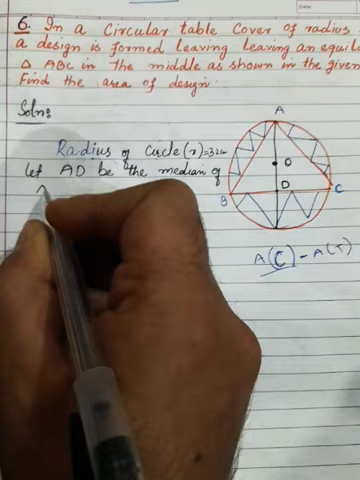 6. In a Circular table Cover of radius
a design is formed leaving leaving an equil
Δ ABC in the middle as shown in the given
Find the area of design.
Soln:
A
Radius of Circle (r)=32
Let AD be the median of
O
D
B
C
A(C) - A(T)